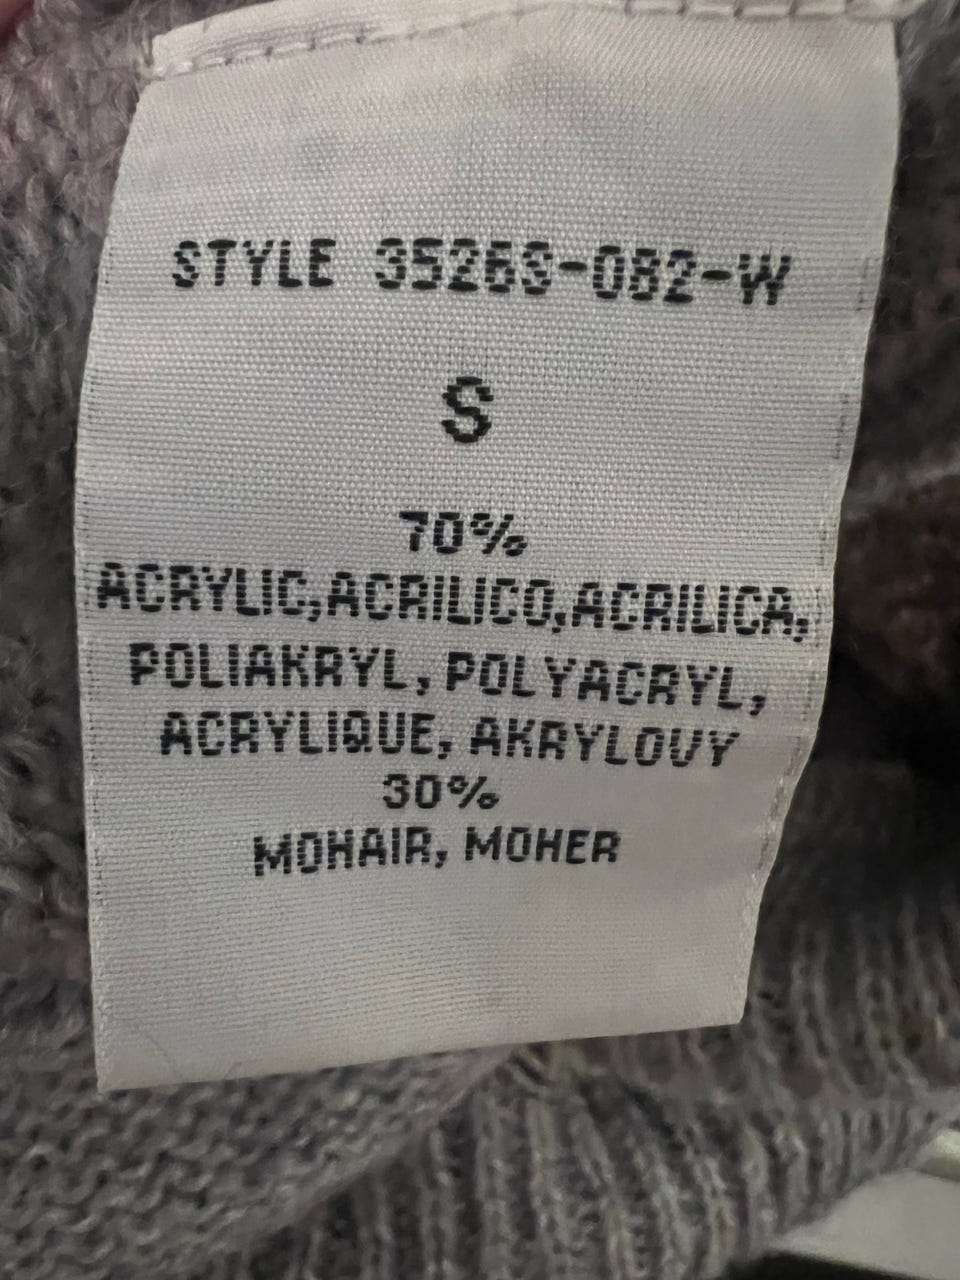 STYLE 35263-082-W
S
70%
ACRYLIC,ACRILICO,ACRILICA,
POLIAKRYL, POLYACRYL,
ACRYLIQUE, AKRYLOVY
30%
MOHAIR, MOHER